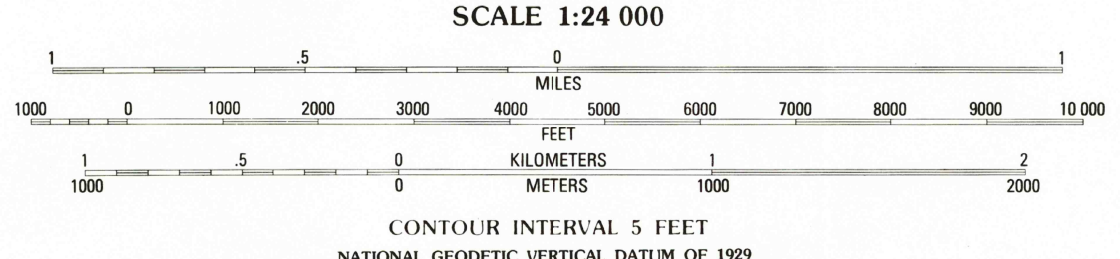 SCALE 1:24 000
1 .5 0 1
MILES
1000 0 1000 2000 3000 4000 5000 6000 7000 8000 9000 10 000
FEET
1 .5 0 KILOMETERS 1 2
1000 0 METERS 1000 2000
CONTOUR INTERVAL 5 FEET
NATIONAL GEODETIC VERTICAL DATUM OF 1929